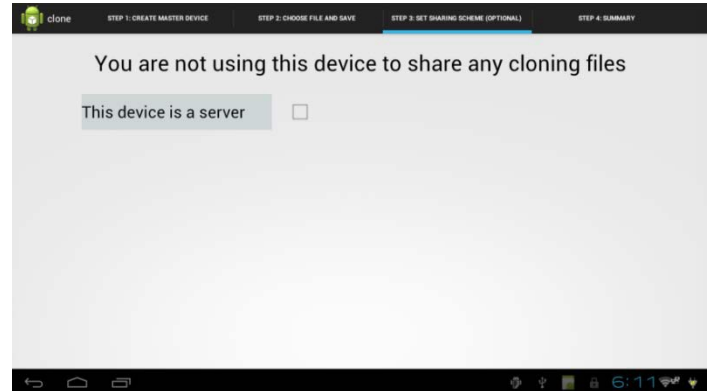 clone
STEP 1: CREATE MASTER DEVICE
STEP 2: CHOOSE FILE AND SAVE
STEP 3: SET SHARING SCHEME (OPTIONAL)
STEP 4: SUMMARY
You are not using this device to share any cloning files
This device is a server
6:11